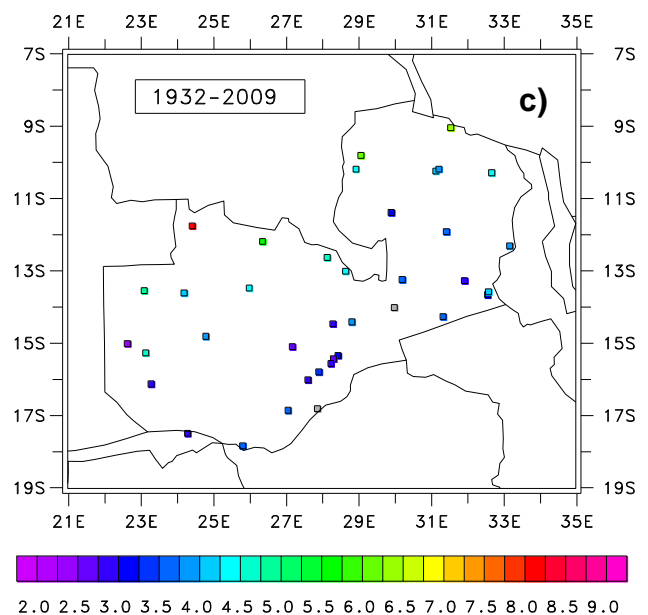 21E 23E 25E 27E 29E 31E 33E 35E
7S 7S
1932-2009 c)
9S 9S
11S 11S
13S 13S
15S 15S
17S 17S
19S 19S
21E 23E 25E 27E 29E 31E 33E 35E
2.0 2.5 3.0 3.5 4.0 4.5 5.0 5.5 6.0 6.5 7.0 7.5 8.0 8.5 9.0